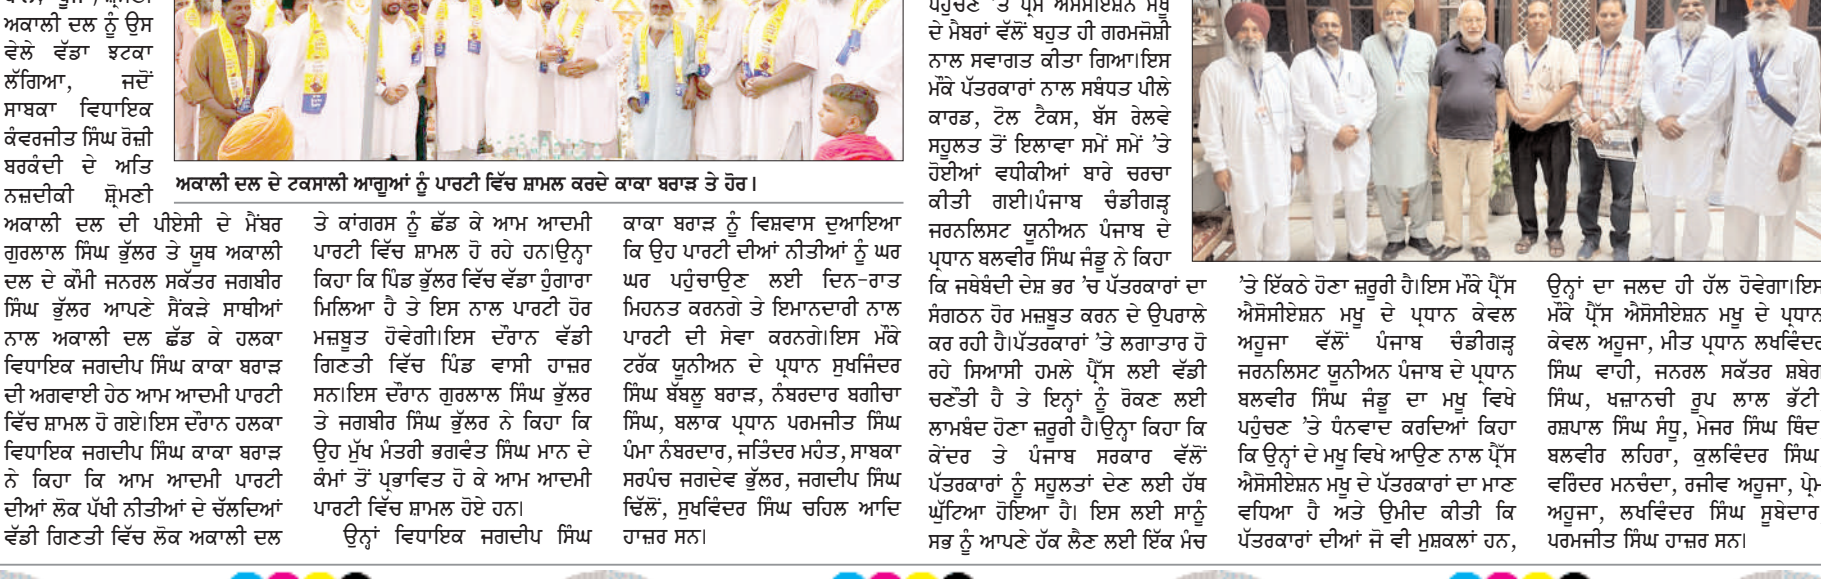 ਅਕਾਲੀ ਦਲ ਨੂੰ ਉਸ
ਵੇਲੇ ਵੱਡਾ ਝਟਕਾ
ਲੱਗਿਆ, ਜਦੋਂ
ਸਾਬਕਾ ਵਿਧਾਇਕ
ਕੰਵਰਜੀਤ ਸਿੰਘ ਰੋਜ਼ੀ
ਬਰਕੰਦੀ ਦੇ ਅਤਿ
ਨਜ਼ਦੀਕੀ ਸ਼੍ਰੋਮਣੀ
ਅਕਾਲੀ ਦਲ ਦੀ ਪੀਏਸੀ ਦੇ ਮੈਂਬਰ
ਗੁਰਲਾਲ ਸਿੰਘ ਭੁੱਲਰ ਤੇ ਯੂਥ ਅਕਾਲੀ
ਦਲ ਦੇ ਕੌਮੀ ਜਨਰਲ ਸਕੱਤਰ ਜਗਬੀਰ
ਸਿੰਘ ਭੁੱਲਰ ਆਪਣੇ ਸੈਂਕੜੇ ਸਾਥੀਆਂ
ਨਾਲ ਅਕਾਲੀ ਦਲ ਛੱਡ ਕੇ ਹਲਕਾ
ਵਿਧਾਇਕ ਜਗਦੀਪ ਸਿੰਘ ਕਾਕਾ ਬਰਾੜ
ਦੀ ਅਗਵਾਈ ਹੇਠ ਆਮ ਆਦਮੀ ਪਾਰਟੀ
ਵਿੱਚ ਸ਼ਾਮਲ ਹੋ ਗਏ।ਇਸ ਦੌਰਾਨ ਹਲਕਾ
ਵਿਧਾਇਕ ਜਗਦੀਪ ਸਿੰਘ ਕਾਕਾ ਬਰਾੜ
ਨੇ ਕਿਹਾ ਕਿ ਆਮ ਆਦਮੀ ਪਾਰਟੀ
ਦੀਆਂ ਲੋਕ ਪੱਖੀ ਨੀਤੀਆਂ ਦੇ ਚੱਲਦਿਆਂ
ਵੱਡੀ ਗਿਣਤੀ ਵਿੱਚ ਲੋਕ ਅਕਾਲੀ ਦਲ
ਅਕਾਲੀ ਦਲ ਦੇ ਟਕਸਾਲੀ ਆਗੂਆਂ ਨੂੰ ਪਾਰਟੀ ਵਿੱਚ ਸ਼ਾਮਲ ਕਰਦੇ ਕਾਕਾ ਬਰਾੜ ਤੇ ਹੋਰ।
ਤੇ ਕਾਂਗਰਸ ਨੂੰ ਛੱਡ ਕੇ ਆਮ ਆਦਮੀ
ਪਾਰਟੀ ਵਿੱਚ ਸ਼ਾਮਲ ਹੋ ਰਹੇ ਹਨ।ਉਨ੍ਹਾ
ਕਿਹਾ ਕਿ ਪਿੰਡ ਭੁੱਲਰ ਵਿੱਚ ਵੱਡਾ ਹੁੰਗਾਰਾ
ਮਿਲਿਆ ਹੈ ਤੇ ਇਸ ਨਾਲ ਪਾਰਟੀ ਹੋਰ
ਮਜ਼ਬੂਤ ਹੋਵੇਗੀ।ਇਸ ਦੌਰਾਨ ਵੱਡੀ
ਗਿਣਤੀ ਵਿੱਚ ਪਿੰਡ ਵਾਸੀ ਹਾਜ਼ਰ
ਸਨ।ਇਸ ਦੌਰਾਨ ਗੁਰਲਾਲ ਸਿੰਘ ਭੁੱਲਰ
ਤੇ ਜਗਬੀਰ ਸਿੰਘ ਭੁੱਲਰ ਨੇ ਕਿਹਾ ਕਿ
ਉਹ ਮੁੱਖ ਮੰਤਰੀ ਭਗਵੰਤ ਸਿੰਘ ਮਾਨ ਦੇ
ਕੰਮਾਂ ਤੋਂ ਪ੍ਰਭਾਵਿਤ ਹੋ ਕੇ ਆਮ ਆਦਮੀ
ਪਾਰਟੀ ਵਿੱਚ ਸ਼ਾਮਲ ਹੋਏ ਹਨ।
ਉਨ੍ਹਾਂ ਵਿਧਾਇਕ ਜਗਦੀਪ ਸਿੰਘ
ਕਾਕਾ ਬਰਾੜ ਨੂੰ ਵਿਸ਼ਵਾਸ ਦੁਆਇਆ
ਕਿ ਉਹ ਪਾਰਟੀ ਦੀਆਂ ਨੀਤੀਆਂ ਨੂੰ ਘਰ
ਘਰ ਪਹੁੰਚਾਉਣ ਲਈ ਦਿਨ-ਰਾਤ
ਮਿਹਨਤ ਕਰਨਗੇ ਤੇ ਇਮਾਨਦਾਰੀ ਨਾਲ
ਪਾਰਟੀ ਦੀ ਸੇਵਾ ਕਰਨਗੇ।ਇਸ ਮੌਕੇ
ਟਰੱਕ ਯੂਨੀਅਨ ਦੇ ਪ੍ਰਧਾਨ ਸੁਖਜਿੰਦਰ
ਸਿੰਘ ਬੱਬਲੂ ਬਰਾੜ, ਨੰਬਰਦਾਰ ਬਗੀਚਾ
ਸਿੰਘ, ਬਲਾਕ ਪ੍ਰਧਾਨ ਪਰਮਜੀਤ ਸਿੰਘ
ਪੰਮਾ ਨੰਬਰਦਾਰ, ਜਤਿੰਦਰ ਮਹੰਤ, ਸਾਬਕਾ
ਸਰਪੰਚ ਜਗਦੇਵ ਭੁੱਲਰ, ਜਗਦੀਪ ਸਿੰਘ
ਢਿੱਲੋਂ, ਸੁਖਵਿੰਦਰ ਸਿੰਘ ਚਹਿਲ ਆਦਿ
ਹਾਜ਼ਰ ਸਨ।
ਪਹੁੰਚਣ 'ਤੇ ਪ੍ਰੈਸ ਐਸੋਸੀਏਸ਼ਨ ਮਖੂ
ਦੇ ਮੈਬਰਾਂ ਵੱਲੋਂ ਬਹੁਤ ਹੀ ਗਰਮਜੋਸ਼ੀ
ਨਾਲ ਸਵਾਗਤ ਕੀਤਾ ਗਿਆ।ਇਸ
ਮੌਕੇ ਪੱਤਰਕਾਰਾਂ ਨਾਲ ਸਬੰਧਤ ਪੀਲੇ
ਕਾਰਡ, ਟੋਲ ਟੈਕਸ, ਬੱਸ ਰੇਲਵੇ
ਸਹੂਲਤ ਤੋਂ ਇਲਾਵਾ ਸਮੇਂ ਸਮੇਂ 'ਤੇ
ਹੋਈਆਂ ਵਧੀਕੀਆਂ ਬਾਰੇ ਚਰਚਾ
ਕੀਤੀ ਗਈ।ਪੰਜਾਬ ਚੰਡੀਗੜ੍ਹ
ਜਰਨਲਿਸਟ ਯੂਨੀਅਨ ਪੰਜਾਬ ਦੇ
ਪ੍ਰਧਾਨ ਬਲਵੀਰ ਸਿੰਘ ਜੰਡੂ ਨੇ ਕਿਹਾ
ਕਿ ਜਥੇਬੰਦੀ ਦੇਸ਼ ਭਰ 'ਚ ਪੱਤਰਕਾਰਾਂ ਦਾ
ਸੰਗਠਨ ਹੋਰ ਮਜ਼ਬੂਤ ਕਰਨ ਦੇ ਉਪਰਾਲੇ
ਕਰ ਰਹੀ ਹੈ।ਪੱਤਰਕਾਰਾਂ 'ਤੇ ਲਗਾਤਾਰ ਹੋ
ਰਹੇ ਸਿਆਸੀ ਹਮਲੇ ਪ੍ਰੈੱਸ ਲਈ ਵੱਡੀ
ਚਣੌਤੀ ਹੈ ਤੇ ਇਨ੍ਹਾਂ ਨੂੰ ਰੋਕਣ ਲਈ
ਲਾਮਬੰਦ ਹੋਣਾ ਜ਼ਰੂਰੀ ਹੈ।ਉਨ੍ਹਾ ਕਿਹਾ ਕਿ
ਕੇਂਦਰ ਤੇ ਪੰਜਾਬ ਸਰਕਾਰ ਵੱਲੋਂ
ਪੱਤਰਕਾਰਾਂ ਨੂੰ ਸਹੂਲਤਾਂ ਦੇਣ ਲਈ ਹੱਥ
ਘੁੱਟਿਆ ਹੋਇਆ ਹੈ। ਇਸ ਲਈ ਸਾਨੂੰ
ਸਭ ਨੂੰ ਆਪਣੇ ਹੱਕ ਲੈਣ ਲਈ ਇੱਕ ਮੰਚ
'ਤੇ ਇੱਕਠੇ ਹੋਣਾ ਜ਼ਰੂਰੀ ਹੈ।ਇਸ ਮੌਕੇ ਪ੍ਰੈੱਸ
ਐਸੋਸੀਏਸ਼ਨ ਮਖੂ ਦੇ ਪ੍ਰਧਾਨ ਕੇਵਲ
ਅਹੂਜਾ ਵੱਲੋਂ ਪੰਜਾਬ ਚੰਡੀਗੜ੍ਹ
ਜਰਨਲਿਸਟ ਯੂਨੀਅਨ ਪੰਜਾਬ ਦੇ ਪ੍ਰਧਾਨ
ਬਲਵੀਰ ਸਿੰਘ ਜੰਡੂ ਦਾ ਮਖੂ ਵਿਖੇ
ਪਹੁੰਚਣ 'ਤੇ ਧੰਨਵਾਦ ਕਰਦਿਆਂ ਕਿਹਾ
ਕਿ ਉਨ੍ਹਾਂ ਦੇ ਮਖੂ ਵਿਖੇ ਆਉਣ ਨਾਲ ਪ੍ਰੈੱਸ
ਐਸੋਸੀਏਸ਼ਨ ਮਖੂ ਦੇ ਪੱਤਰਕਾਰਾਂ ਦਾ ਮਾਣ
ਵਧਿਆ ਹੈ ਅਤੇ ਉਮੀਦ ਕੀਤੀ ਕਿ
ਪੱਤਰਕਾਰਾਂ ਦੀਆਂ ਜੋ ਵੀ ਮੁਸ਼ਕਲਾਂ ਹਨ,
ਉਨ੍ਹਾਂ ਦਾ ਜਲਦ ਹੀ ਹੱਲ ਹੋਵੇਗਾ।ਇਸ
ਮੌਕੇ ਪ੍ਰੈੱਸ ਐਸੋਸੀਏਸ਼ਨ ਮਖੂ ਦੇ ਪ੍ਰਧਾਨ
ਕੇਵਲ ਅਹੂਜਾ, ਮੀਤ ਪ੍ਰਧਾਨ ਲਖਵਿੰਦਰ
ਸਿੰਘ ਵਾਹੀ, ਜਨਰਲ ਸਕੱਤਰ ਸ਼ਬੇਗ
ਸਿੰਘ, ਖਜ਼ਾਨਚੀ ਰੂਪ ਲਾਲ ਭੱਟੀ
ਰਸ਼ਪਾਲ ਸਿੰਘ ਸੰਧੂ, ਮੇਜਰ ਸਿੰਘ ਥਿੰਦ
ਬਲਵੀਰ ਲਹਿਰਾ, ਕੁਲਵਿੰਦਰ ਸਿੰਘ
ਵਰਿੰਦਰ ਮਨਚੰਦਾ, ਰਜੀਵ ਅਹੂਜਾ, ਪ੍ਰੇਮ
ਅਹੂਜਾ, ਲਖਵਿੰਦਰ ਸਿੰਘ ਸੂਬੇਦਾਰ
ਪਰਮਜੀਤ ਸਿੰਘ ਹਾਜ਼ਰ ਸਨ।